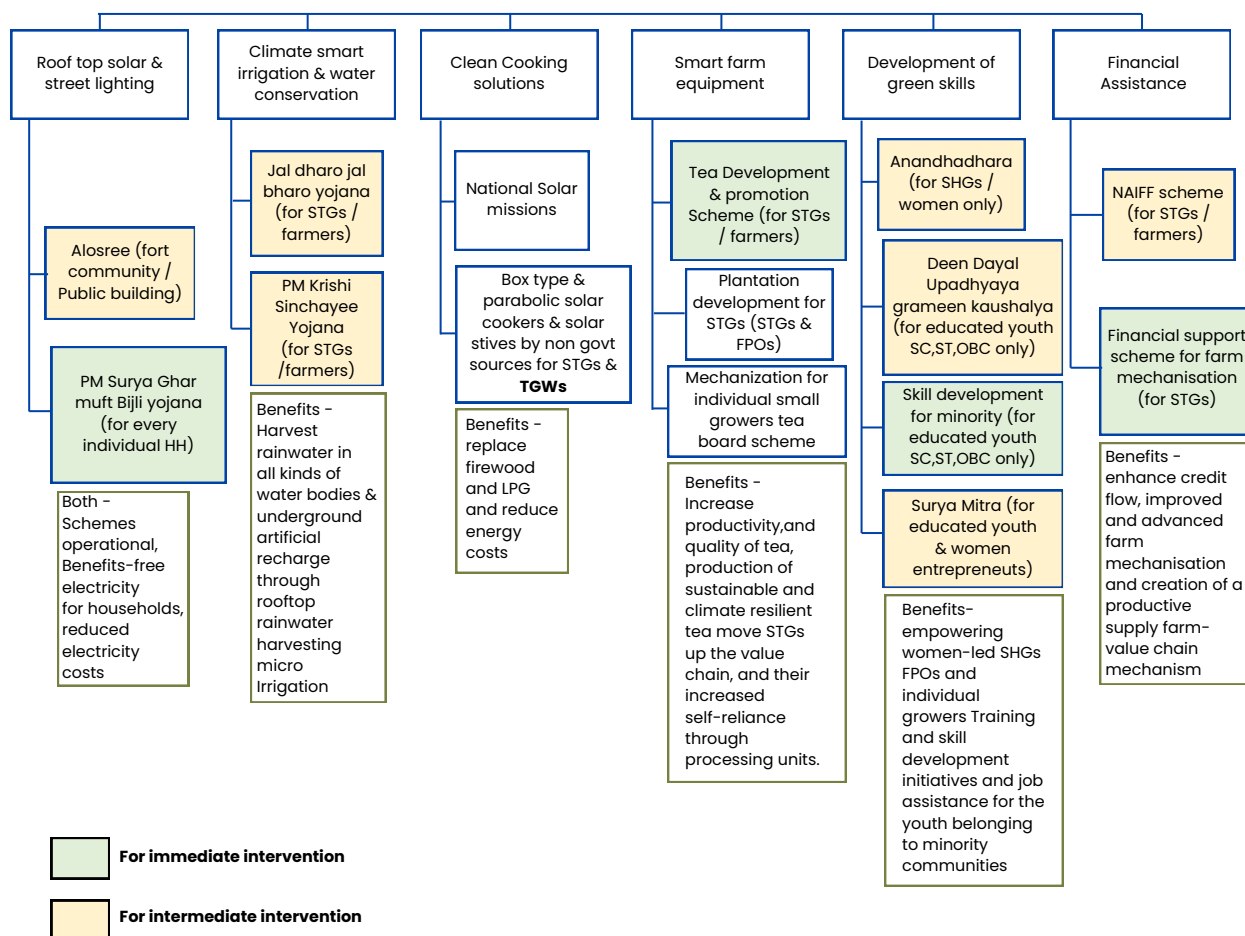 Roof top solar &
street lighting
Alosree (fort
community /
Public building)
PM Surya Ghar
muft Bijli yojana
(for every
individual HH)
Both -
Schemes
operational,
Benefits-free
electricity
for households,
reduced
electricity
costs
Climate smart
irrigation & water
conservation
Jal dharo jal
bharo yojana
(for STGs /
farmers)
PM Krishi
Sinchayee
Yojana
(for STGs
/farmers)
Benefits -
Harvest
rainwater in
all kinds of
water bodies &
underground
artificial
recharge
through
rooftop
rainwater
harvesting
micro
Irrigation
Clean Cooking
solutions
National Solar
missions
Box type &
parabolic solar
cookers & solar
stives by non govt
sources for STGs &
TGWs
Benefits -
replace
firewood
and LPG
and reduce
energy
costs
Smart farm
equipment
Tea Development
& promotion
Scheme (for STGs
/ farmers)
Plantation
development for
STGs (STGs &
FPOs)
Mechanization for
individual small
growers tea
board scheme
Benefits -
Increase
productivity,and
quality of tea,
production of
sustainable and
climate resilient
tea move STGs
up the value
chain, and their
increased
self-reliance
through
processing units.
Development of
green skills
Anandhadhara
(for SHGs /
women only)
Deen Dayal
Upadhyaya
grameen kaushalya
(for educated youth
SC,ST,OBC only)
Skill development
for minority (for
educated youth
SC,ST,OBC only)
Surya Mitra (for
educated youth
& women
entrepreneuts)
Benefits-
empowering
women-led SHGs
FPOs and
individual
growers Training
and skill
development
initiatives and job
assistance for the
youth belonging
to minority
communities
Financial
Assistance
NAIFF scheme
(for STGs /
farmers)
Financial support
scheme for farm
mechanisation
(for STGs)
Benefits -
enhance credit
flow, improved
and advanced
farm
mechanisation
and creation of a
productive
supply farm-
value chain
mechanism
For immediate intervention
For intermediate intervention